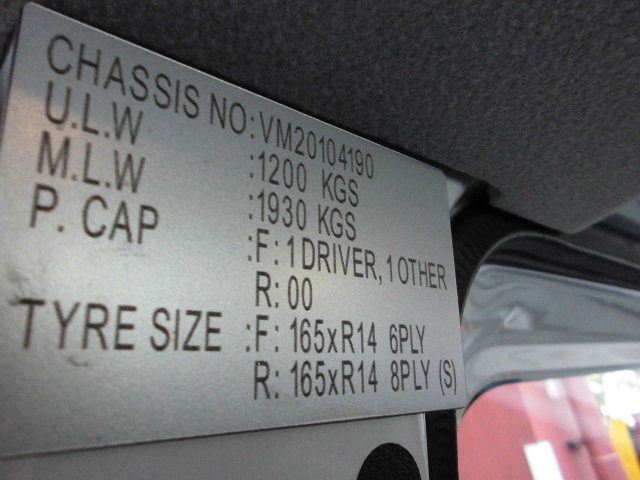 CHASSIS NO:VM20104190
U.L.W :1200 KGS
M.L.W :1930 KGS
P. CAP :F: 1DRIVER, 1OTHER
R: 00
TYRE SIZE :F: 165xR14 6PLY
R: 165xR14 8PLY (S)